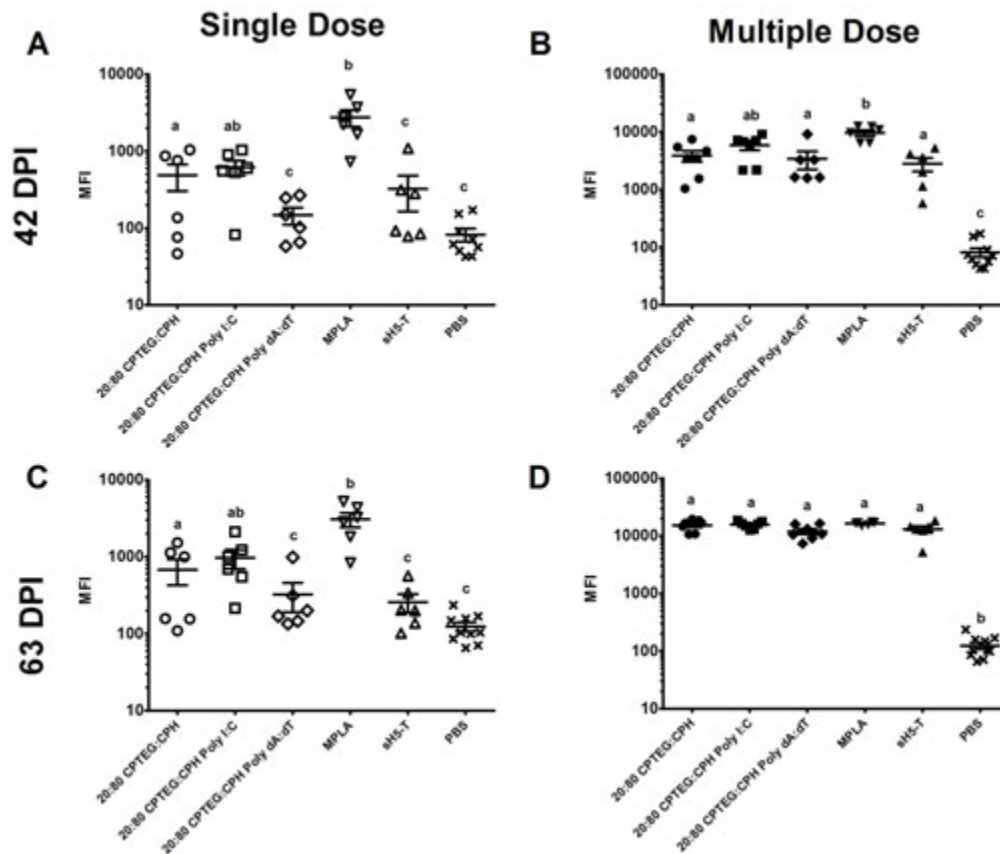 Single Dose
Multiple Dose
42 DPI
63 DPI
A
b
a
ab
c
c
c
10000
1000
100
10
MFI
20:80 CPTEG:CPH
20:80 CPTEG:CPH Poly I:C
20:80 CPTEG:CPH Poly dA:dT
MPLA
sH5-T
PBS
B
a
ab
a
b
a
c
100000
10000
1000
100
10
MFI
20:80 CPTEG:CPH
20:80 CPTEG:CPH Poly I:C
20:80 CPTEG:CPH Poly dA:dT
MPLA
sH5-T
PBS
C
a
ab
c
b
c
c
10000
1000
100
10
MFI
20:80 CPTEG:CPH
20:80 CPTEG:CPH Poly I:C
20:80 CPTEG:CPH Poly dA:dT
MPLA
sH5-T
PBS
D
a
a
a
a
a
b
100000
10000
1000
100
10
MFI
20:80 CPTEG:CPH
20:80 CPTEG:CPH Poly I:C
20:80 CPTEG:CPH Poly dA:dT
MPLA
sH5-T
PBS